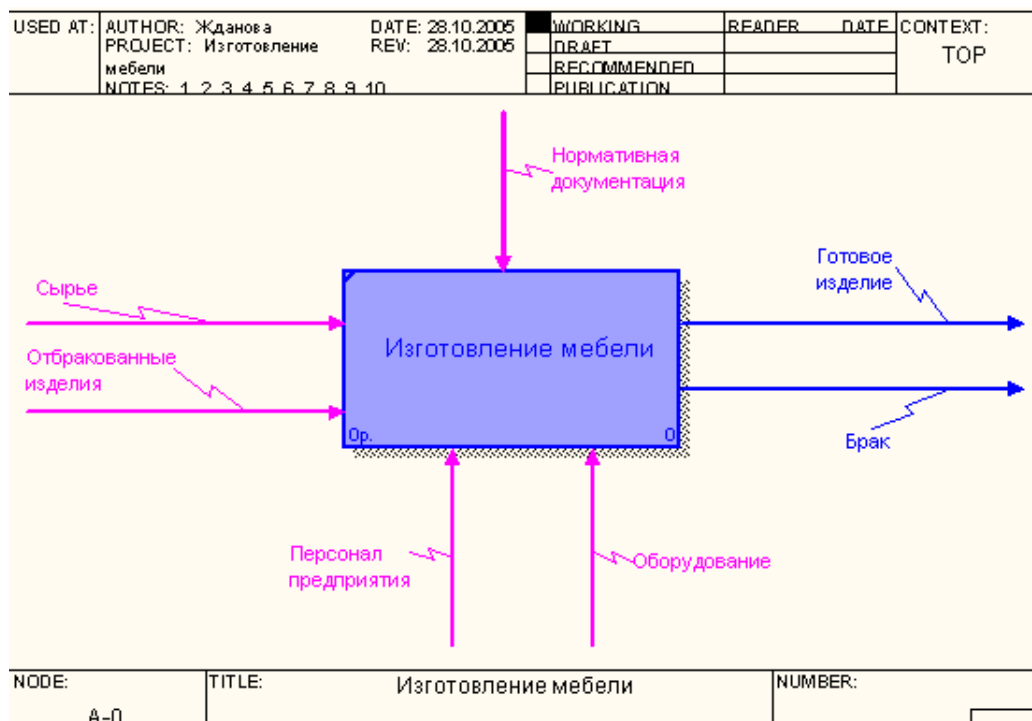 USED AT:
AUTHOR: Жданова
DATE: 28.10.2005
WORKING
READER
DATE
CONTEXT:
PROJECT: Изготовление
REV: 28.10.2005
DRAFT
TOP
мебели
RECOMMENDED
NOTES: 1 2 3 4 5 6 7 8 9 10
PUBLICATION
Нормативная
документация
Сырье
Готовое
изделие
Отбракованные
изделия
Изготовление мебели
0р.
0
Брак
Персонал
предприятия
Оборудование
NODE:
TITLE:
Изготовление мебели
NUMBER:
A-0